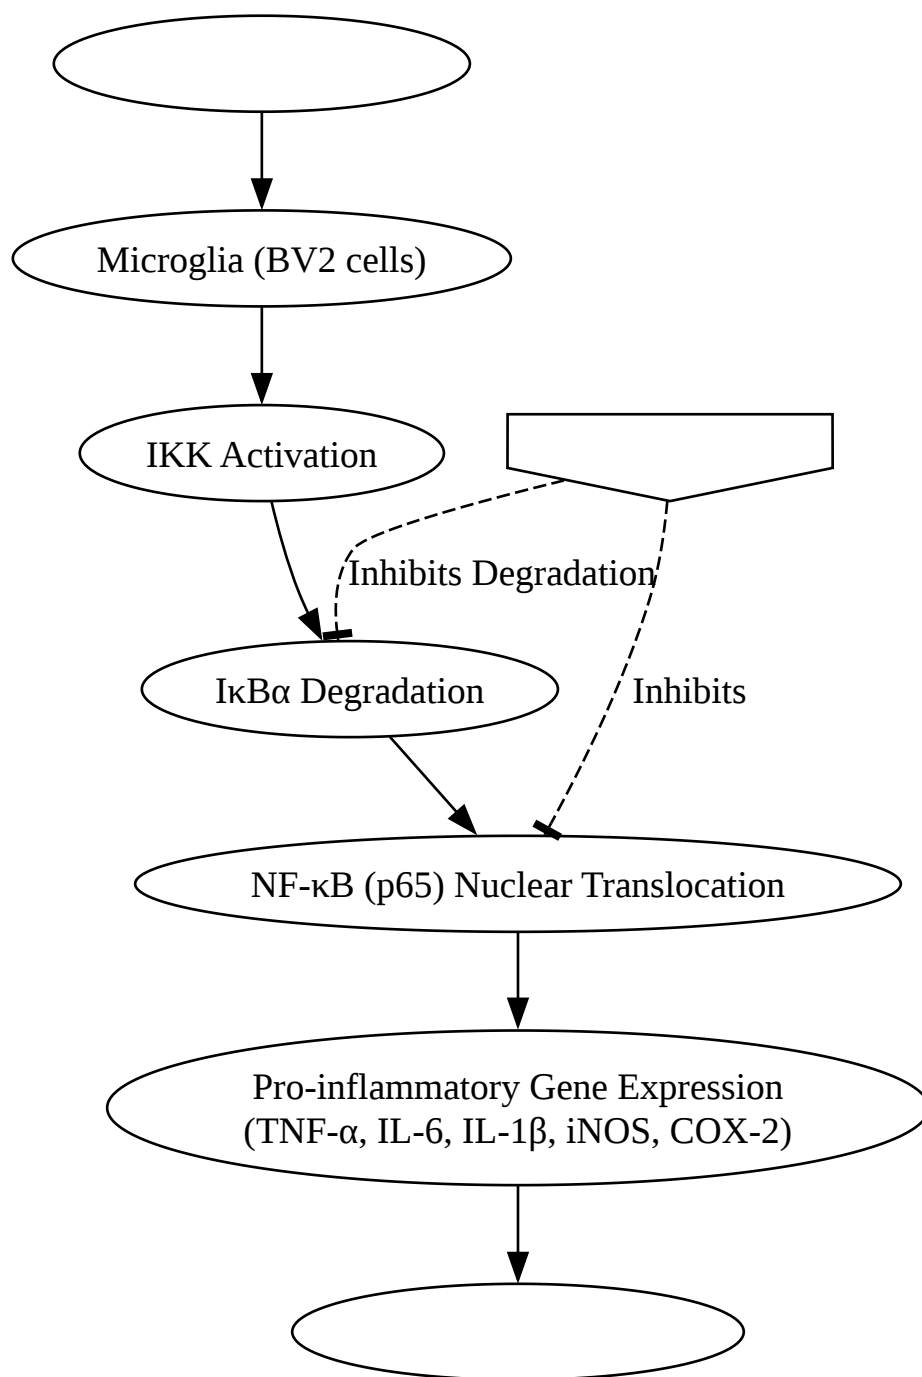 Microglia (BV2 cells)
IKK Activation
Inhibits Degradation
IκBα Degradation
Inhibits
NF-κB (p65) Nuclear Translocation
Pro-inflammatory Gene Expression
(TNF-α, IL-6, IL-1β, iNOS, COX-2)